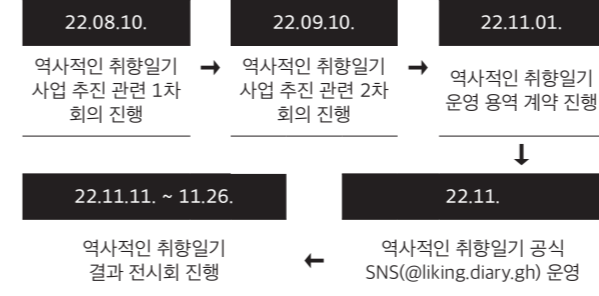 22.08.10.
역사적인 취향일기
사업 추진 관련 1차
회의 진행
22.09.10.
역사적인 취향일기
사업 추진 관련 2차
회의 진행
22.11.01.
역사적인 취향일기
운영 용역 계약 진행
22.11.
역사적인 취향일기 공식
SNS(@liking.diary.gh) 운영
22.11.11. ~ 11.26.
역사적인 취향일기
결과 전시회 진행